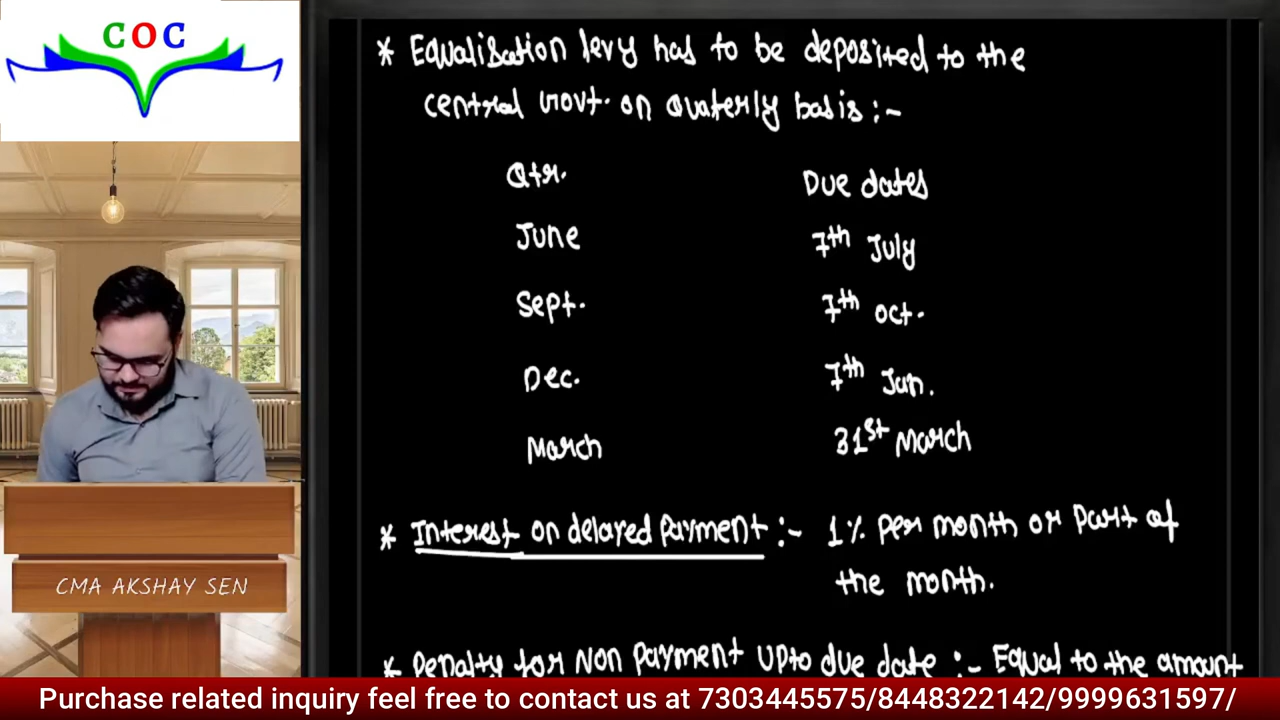 COC
* Equalisation levy has to be deposited to the
central Govt. on quaterly basis :-
Qtr. Due dates
June 7th July
Sept. 7th Oct.
Dec. 7th Jan.
March 31st March
* Interest on delayed payment :- 1% per month or part of
the month.
* Penalty for Non payment upto due date :- Equal to the amount
CMA AKSHAY SEN
Purchase related inquiry feel free to contact us at 7303445575/8448322142/9999631597/